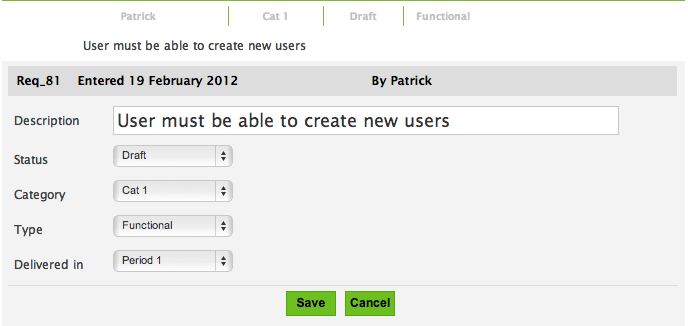 Patrick Cat 1 Draft Functional
User must be able to create new users
Req_81 Entered 19 February 2012 By Patrick
Description User must be able to create new users
Status Draft
Category Cat 1
Type Functional
Delivered in Period 1
Save Cancel